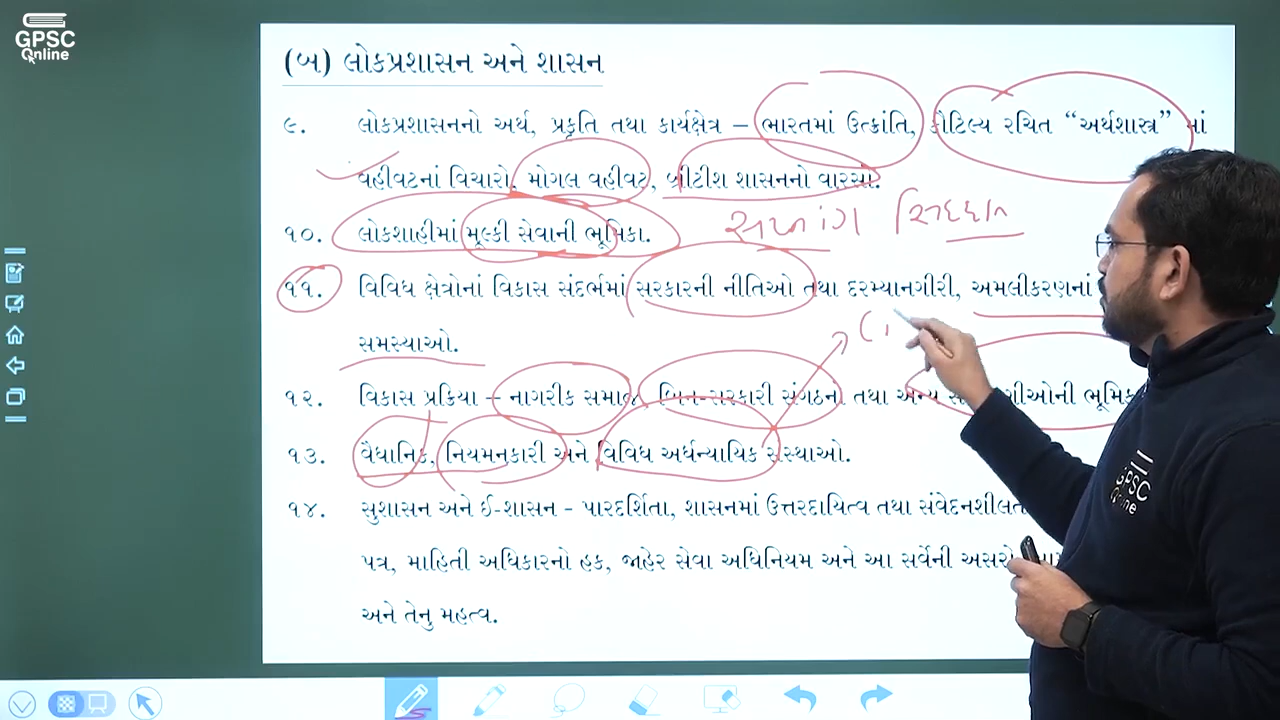 GPSC
Online
(બ) લોકપ્રશાસન અને શાસન
૯. લોકપ્રશાસનનો અર્થ, પ્રકૃતિ તથા કાર્યક્ષેત્ર – ભારતમાં ઉત્ક્રાંતિ, કૌટિલ્ય રચિત “અર્થશાસ્ત્ર” માં
વહીવટનાં વિચારો, મોગલ વહીવટ, બ્રીટીશ શાસનનો વારસો.
૧૦. લોકશાહીમાં મૂલ્કી સેવાની ભૂમિકા.
સપ્તાંગ સિદ્ધાંત
૧૧. વિવિધ ક્ષેત્રોનાં વિકાસ સંદર્ભમાં સરકારની નીતિઓ તથા દરમ્યાનગીરી, અમલીકરણનાં
સમસ્યાઓ.
૧૨. વિકાસ પ્રક્રિયા – નાગરીક સમાજ, બિન-સરકારી સંગઠનો તથા અન્ય
૧૩. વૈધાનિક, નિયમનકારી અને વિવિધ અર્ધન્યાયિક સંસ્થાઓ.
૧૪. સુશાસન અને ઈ-શાસન - પારદર્શિતા, શાસનમાં ઉત્તરદાયિત્વ તથા
પત્ર, માહિતી અધિકારનો હક, જાહેર સેવા અધિનિયમ અને આ સર્વેની
અને તેનુ મહત્વ.
GPSC
Online